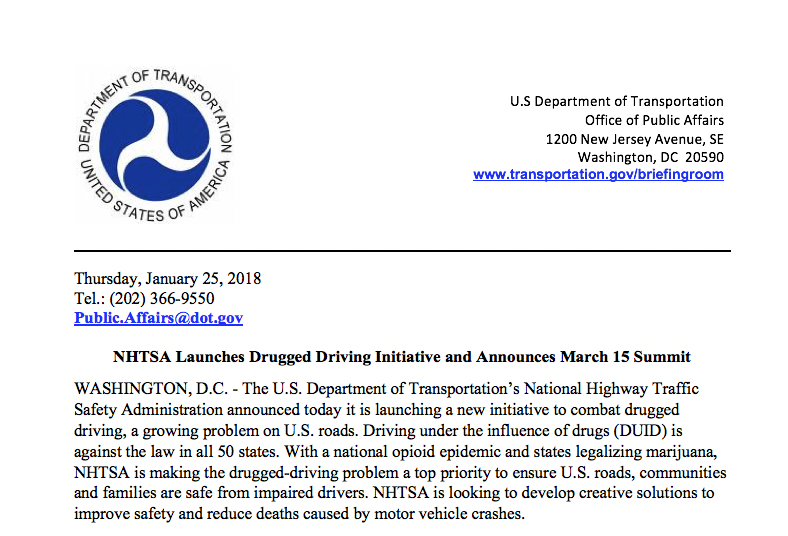 DEPARTMENT OF TRANSPORTATION
UNITED STATES OF AMERICA
U.S Department of Transportation
Office of Public Affairs
1200 New Jersey Avenue, SE
Washington, DC  20590
www.transportation.gov/briefingroom
Thursday, January 25, 2018
Tel.: (202) 366-9550
Public.Affairs@dot.gov
NHTSA Launches Drugged Driving Initiative and Announces March 15 Summit
WASHINGTON, D.C. - The U.S. Department of Transportation’s National Highway Traffic
Safety Administration announced today it is launching a new initiative to combat drugged
driving, a growing problem on U.S. roads. Driving under the influence of drugs (DUID) is
against the law in all 50 states. With a national opioid epidemic and states legalizing marijuana,
NHTSA is making the drugged-driving problem a top priority to ensure U.S. roads, communities
and families are safe from impaired drivers. NHTSA is looking to develop creative solutions to
improve safety and reduce deaths caused by motor vehicle crashes.